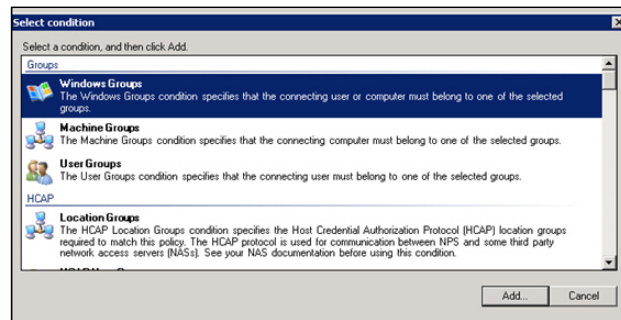 Select condition
Select a condition, and then click Add.
Groups
Windows Groups
The Windows Groups condition specifies that the connecting user or computer must belong to one of the selected
groups.
Machine Groups
The Machine Groups condition specifies that the connecting computer must belong to one of the selected groups.
User Groups
The User Groups condition specifies that the connecting user must belong to one of the selected groups.
HCAP
Location Groups
The HCAP Location Groups condition specifies the Host Credential Authorization Protocol (HCAP) location groups
required to match this policy. The HCAP protocol is used for communication between NPS and some third party
network access servers (NASs). See your NAS documentation before using this condition.
Add...
Cancel